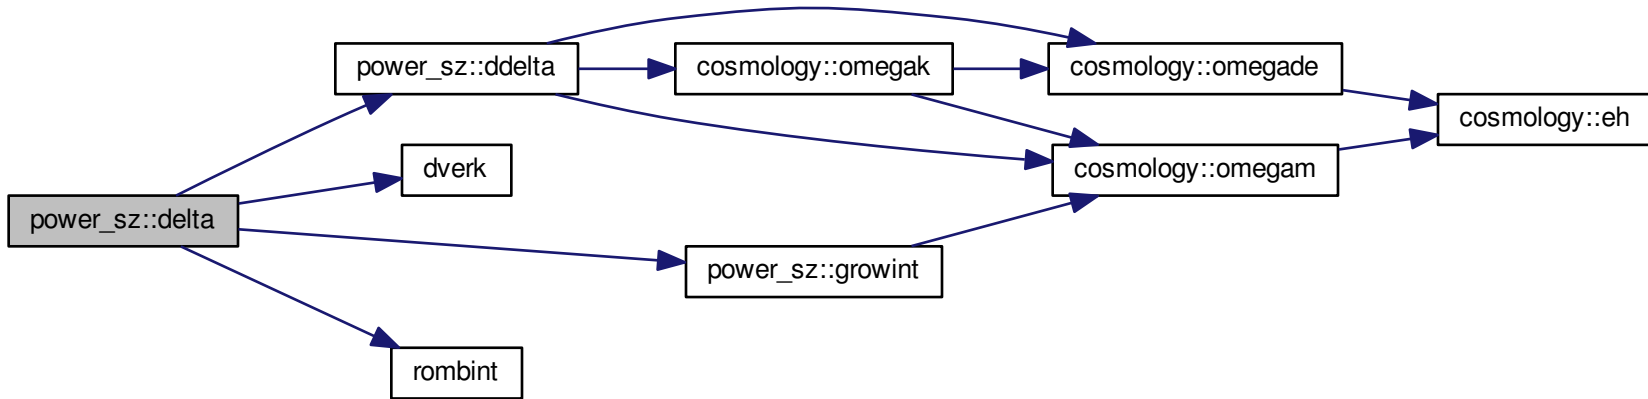 power_sz::delta
power_sz::ddelta
dverk
power_sz::growint
rombint
cosmology::omegak
cosmology::omegade
cosmology::omegam
cosmology::eh